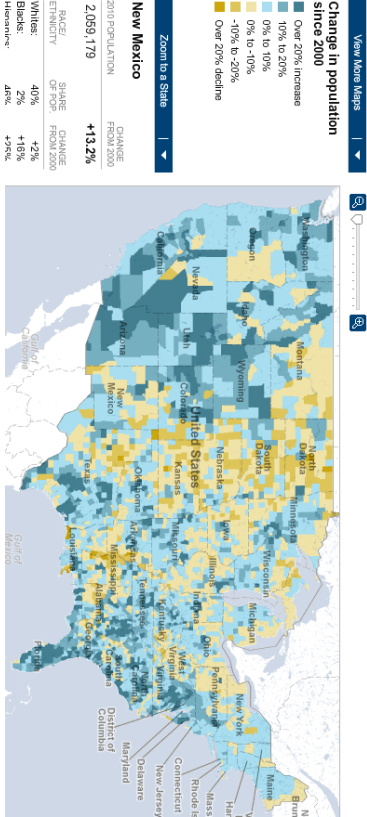 View More Maps
Change in population
since 2000
Over 20% increase
10% to 20%
0% to 10%
0% to -10%
-10% to -20%
Over 20% decline
Zoom to a State
New Mexico
2010 POPULATION
CHANGE
FROM 2000
2,059,179
+13.2%
RACE/
ETHNICITY
SHARE
OF POP.
CHANGE
FROM 2000
Whites: 40% +2%
Blacks: 2% +16%
Hispanics: 46% +25%
Washington
Montana
North
Dakota
Minnesota
Oregon
Idaho
Wyoming
South
Dakota
Wisconsin
Michigan
Maine
New York
Nevada
Utah
Colorado
Nebraska
Iowa
Illinois
Indiana
Ohio
Pennsylvania
United States
California
Kansas
Missouri
Kentucky
West
Virginia
Virginia
Arizona
New
Mexico
Oklahoma
Arkansas
Tennessee
North
Carolina
South
Carolina
Texas
Louisiana
Mississippi
Alabama
Georgia
Florida
Mass
Rhode Is
Connecticut
New Jersey
Delaware
Maryland
District of
Columbia
Gulf of
California
Gulf of
Mexico